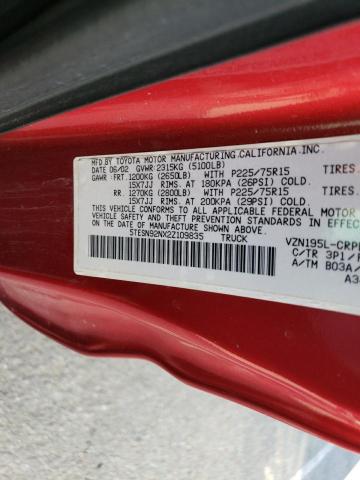 MFD BY TOYOTA MOTOR MANUFACTURING, CALIFORNIA INC.
DATE 06/02 GVWR:2315KG (5100LB)
GAWR : FRT.1200KG (2650LB) WITH P225/75R15 TIRES
15X7JJ RIMS. AT 180KPA (26PSI) COLD.
RR. 1270KG (2800LB) WITH P225/75R15 TIRES
15X7JJ RIMS. AT 200KPA (29PSI) COLD.
THIS VEHICLE CONFORMS TO ALL APPLICABLE FEDERAL MOTOR
VEHICLE SAFETY AND THEFT PREVENTION STANDARDS IN EFFECT
ON THE DATE OF MANUFACTURE SHOWN ABOVE.
5TESN92NX2Z109835 TRUCK
VZN195L-CRP
C/TR 3P1/
A/TM B03A
A3